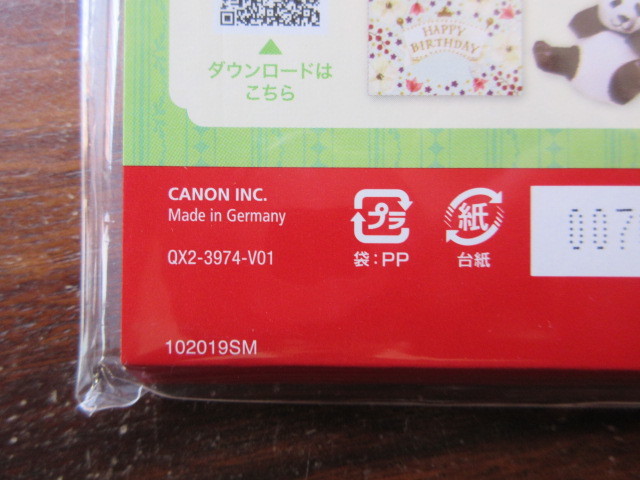 ダウンロードは
こちら
HAPPY
BIRTHDAY
CANON INC.
Made in Germany
QX2-3974-V01
プラ
袋:PP
紙
台紙
007
102019SM